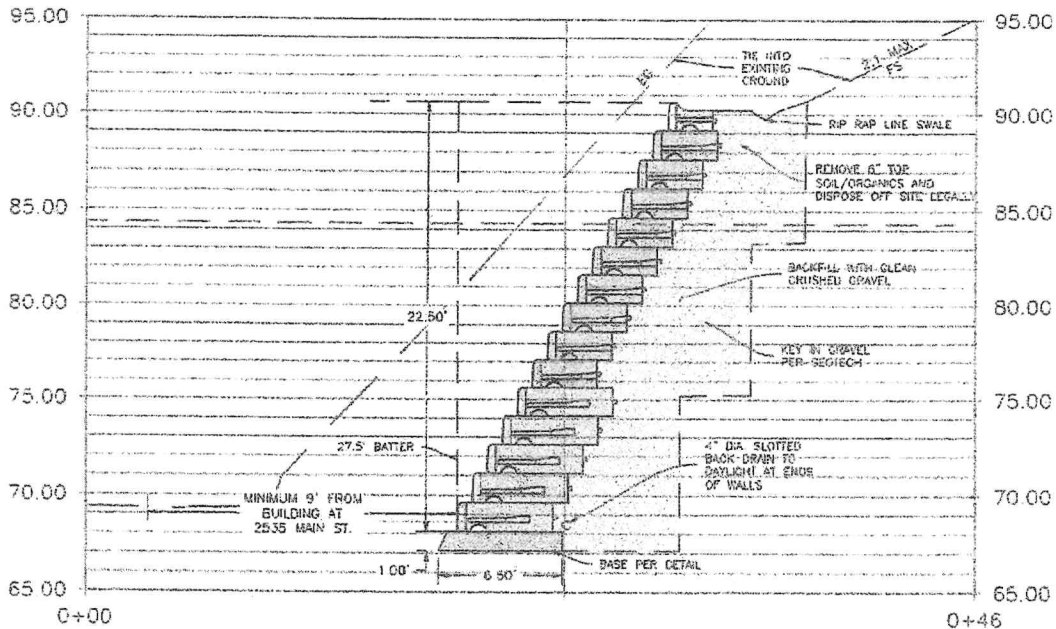 95.00
95.00
TIE INTO
EXISTING
GROUND
2:1 MAX
FS
EG
90.00
90.00
RIP RAP LINE SWALE
REMOVE 6" TOP
SOIL/ORGANICS AND
DISPOSE OFF SITE LEGALLY
85.00
85.00
BACKFILL WITH CLEAN
CRUSHED GRAVEL
80.00
80.00
22.50'
KEY IN GRAVEL
PER GEOTECH
75.00
75.00
27.5° BATTER
4" DIA. SLOTTED
BACK-DRAIN TO
DAYLIGHT AT ENDS
OF WALLS
70.00
70.00
MINIMUM 9' FROM
BUILDING AT
2535 MAIN ST.
1.00'
6.50'
BASE PER DETAIL
65.00
65.00
0+00
0+46